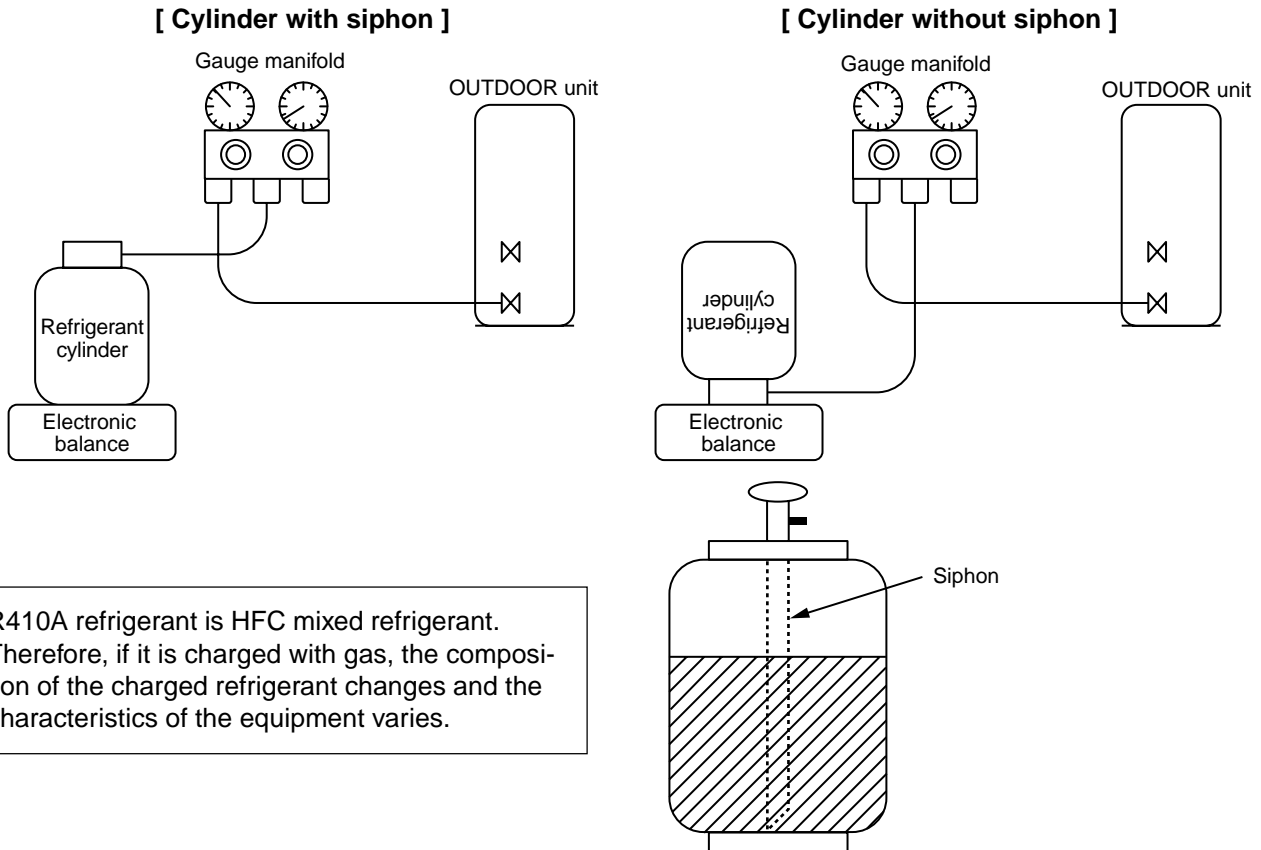 [ Cylinder with siphon ]
Gauge manifold
OUTDOOR unit
Refrigerant
cylinder
Electronic
balance
[ Cylinder without siphon ]
Gauge manifold
OUTDOOR unit
Refrigerant
cylinder
Electronic
balance
Siphon
R410A refrigerant is HFC mixed refrigerant.
Therefore, if it is charged with gas, the composi-
on of the charged refrigerant changes and the
characteristics of the equipment varies.